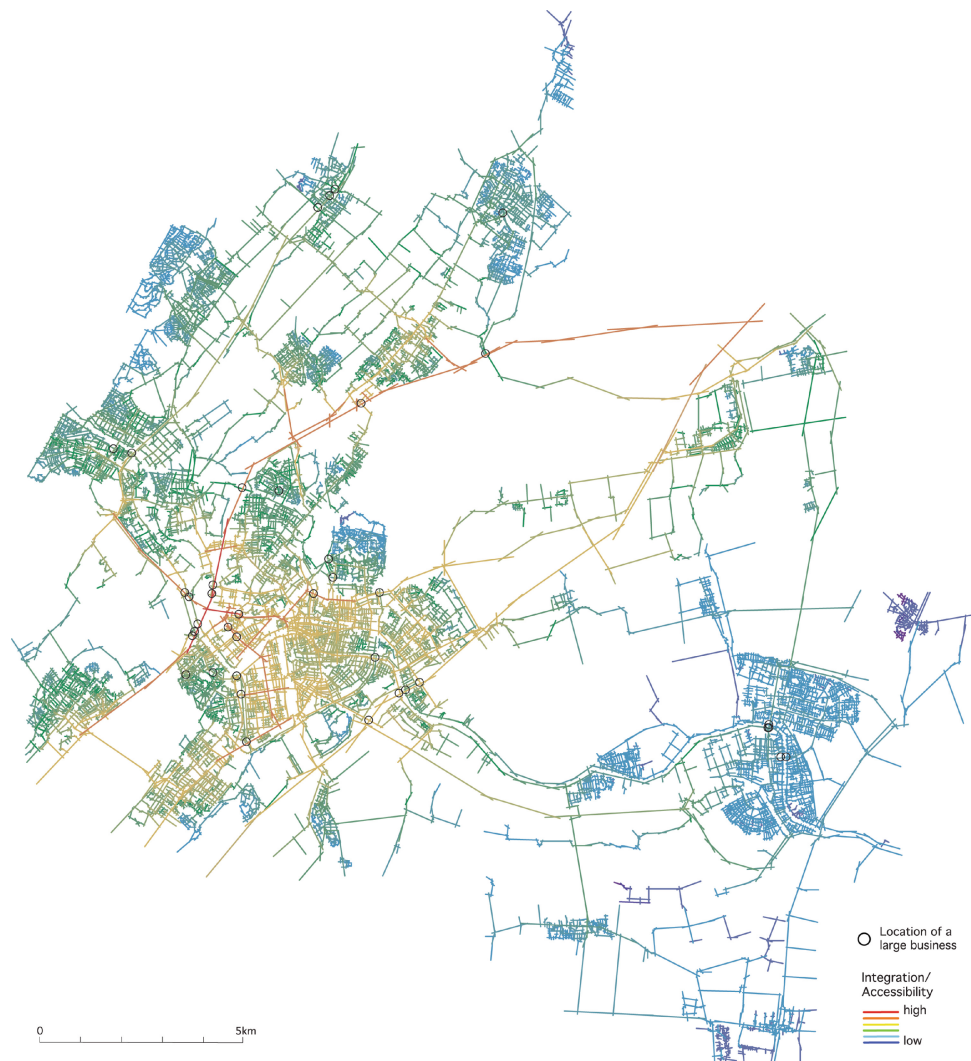 Location of a
large business
Integration/
Accessibility
high
low
0 5km